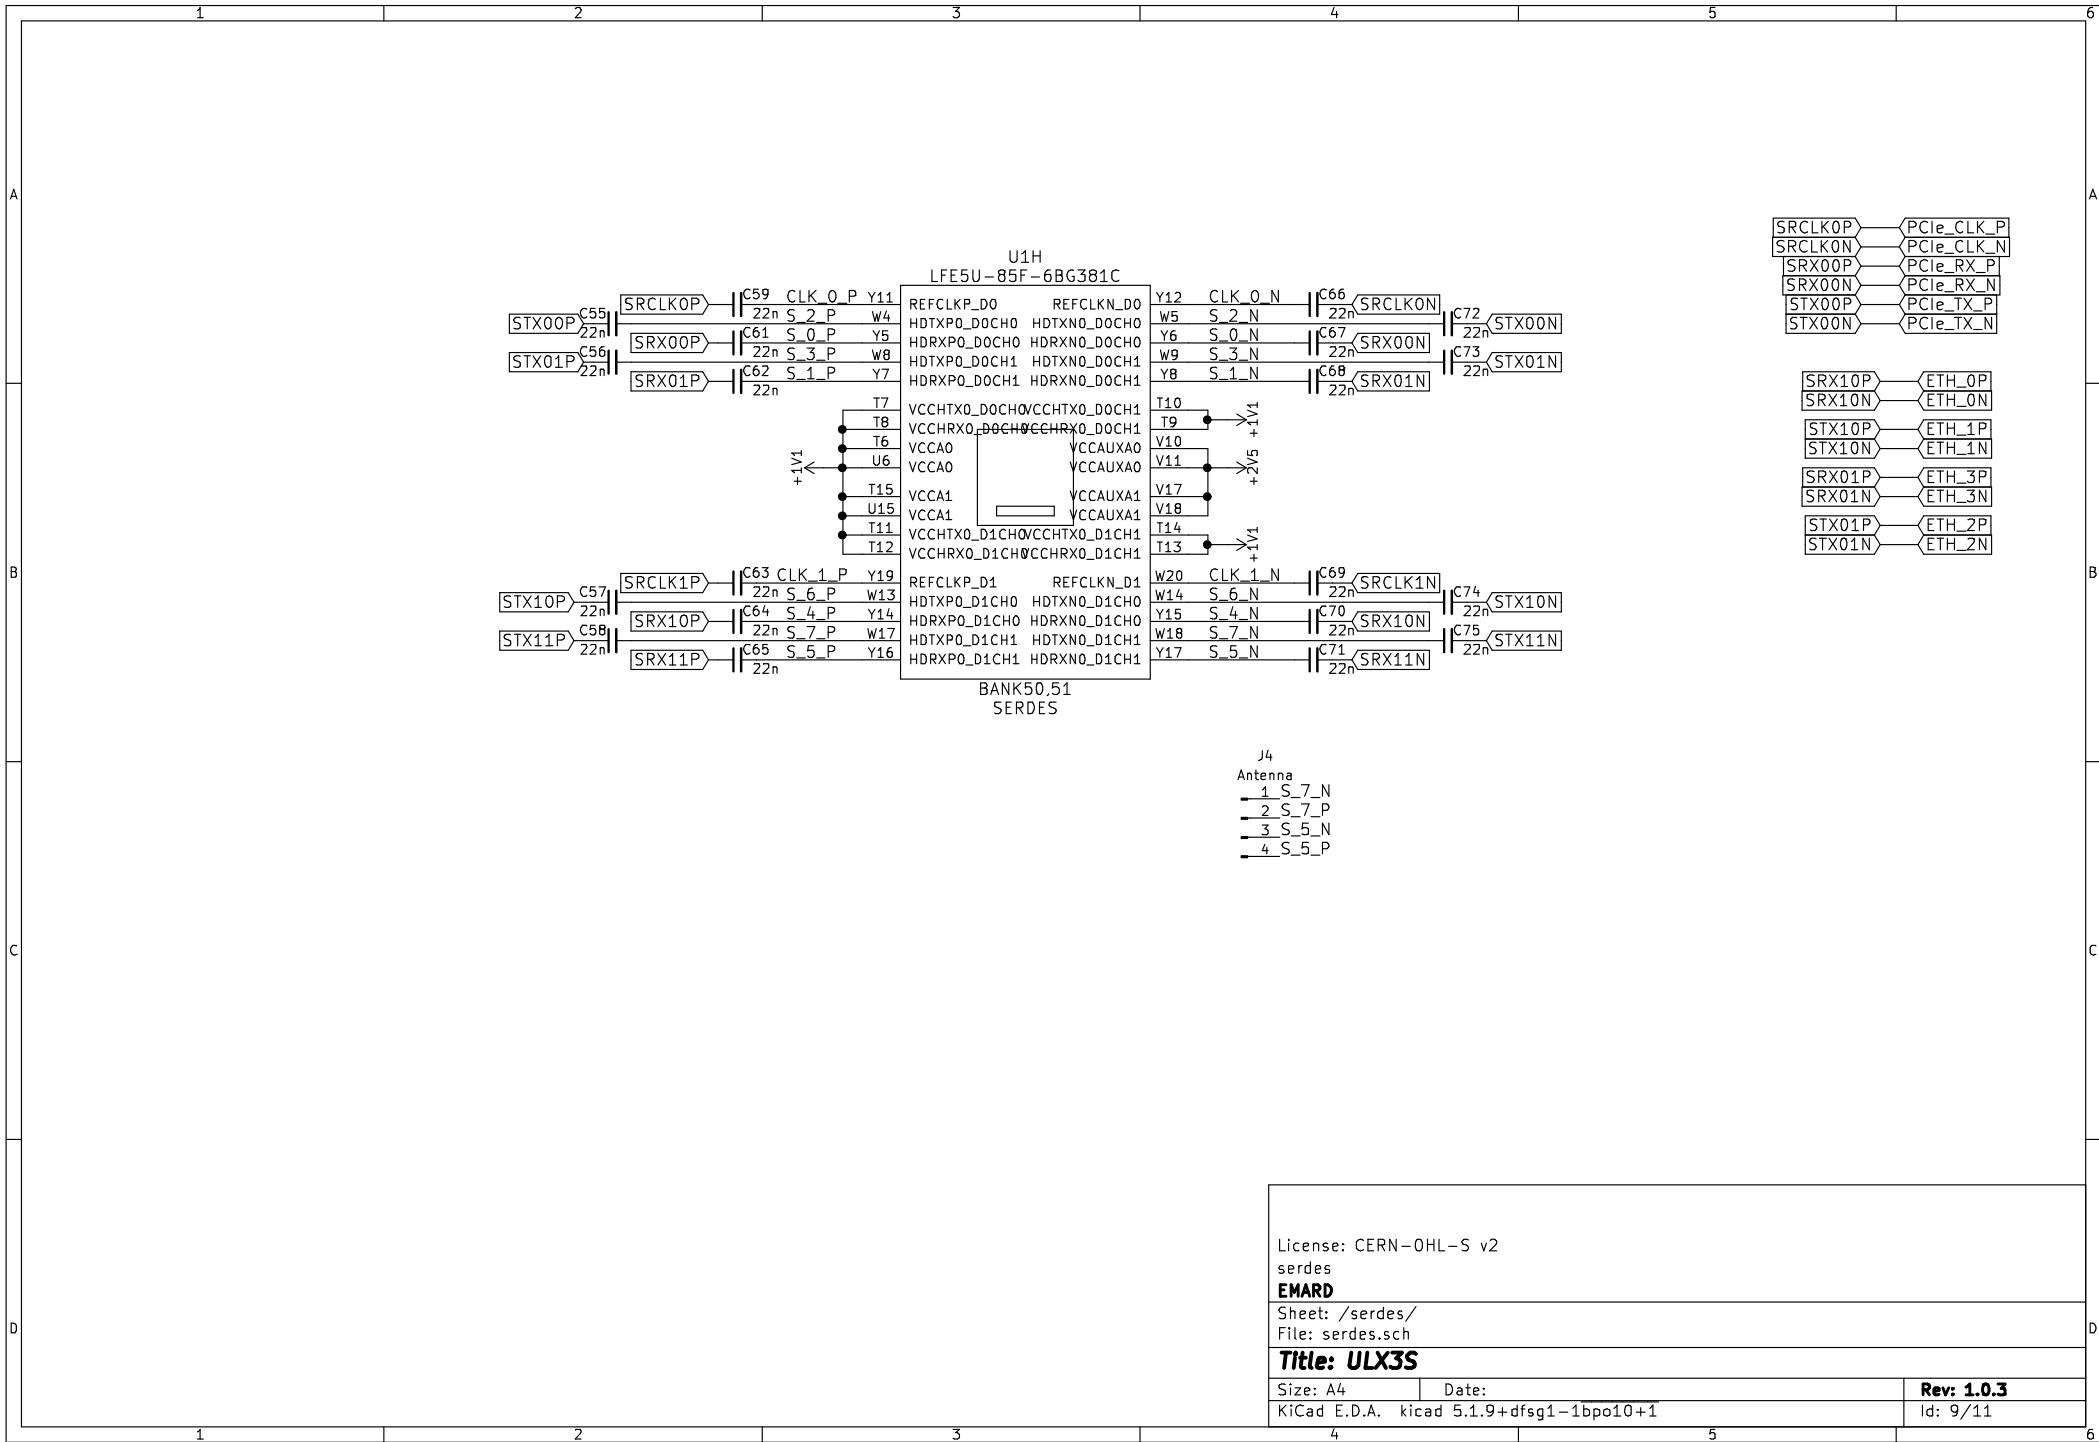 1 2 3 4 5 6
A A
U1H
LFE5U-85F-6BG381C
SRCLK0P C59 22n CLK_0_P Y11 REFCLKP_D0 REFCLKN_D0 Y12 CLK_0_N C66 22n SRCLK0N
STX00P C55 22n S_2_P W4 HDTXP0_D0CH0 HDTXN0_D0CH0 W5 S_2_N C72 22n STX00N
SRX00P C61 22n S_0_P Y5 HDRXP0_D0CH0 HDRXN0_D0CH0 Y6 S_0_N C67 22n SRX00N
STX01P C56 22n S_3_P W8 HDTXP0_D0CH1 HDTXN0_D0CH1 W9 S_3_N C73 22n STX01N
SRX01P C62 22n S_1_P Y7 HDRXP0_D0CH1 HDRXN0_D0CH1 Y8 S_1_N C68 22n SRX01N
T7 VCCHTX0_D0CH0 VCCHTX0_D0CH1 T10
T8 VCCHRX0_D0CH0 VCCHRX0_D0CH1 T9 +1V1
T6 VCCA0 VCCAUXA0 V10
+1V1 U6 VCCA0 VCCAUXA0 V11 +2V5
T15 VCCA1 VCCAUXA1 V17
U15 VCCA1 VCCAUXA1 V18
T11 VCCHTX0_D1CH0 VCCHTX0_D1CH1 T14
T12 VCCHRX0_D1CH0 VCCHRX0_D1CH1 T13 +1V1
SRCLK1P C63 22n CLK_1_P Y19 REFCLKP_D1 REFCLKN_D1 W20 CLK_1_N C69 22n SRCLK1N
STX10P C57 22n S_6_P W13 HDTXP0_D1CH0 HDTXN0_D1CH0 W14 S_6_N C74 22n STX10N
SRX10P C64 22n S_4_P Y14 HDRXP0_D1CH0 HDRXN0_D1CH0 Y15 S_4_N C70 22n SRX10N
STX11P C58 22n S_7_P W17 HDTXP0_D1CH1 HDTXN0_D1CH1 W18 S_7_N C75 22n STX11N
SRX11P C65 22n S_5_P Y16 HDRXP0_D1CH1 HDRXN0_D1CH1 Y17 S_5_N C71 22n SRX11N
BANK50,51
SERDES
SRCLK0P PCIe_CLK_P
SRCLK0N PCIe_CLK_N
SRX00P PCIe_RX_P
SRX00N PCIe_RX_N
STX00P PCIe_TX_P
STX00N PCIe_TX_N
SRX10P ETH_0P
SRX10N ETH_0N
STX10P ETH_1P
STX10N ETH_1N
SRX01P ETH_3P
SRX01N ETH_3N
STX01P ETH_2P
STX01N ETH_2N
B B
J4
Antenna
1 S_7_N
2 S_7_P
3 S_5_N
4 S_5_P
C C
D D
License: CERN-OHL-S v2
serdes
EMARD
Sheet: /serdes/
File: serdes.sch
Title: ULX3S
Size: A4 Date: Rev: 1.0.3
KiCad E.D.A. kicad 5.1.9+dfsg1-1bpo10+1 Id: 9/11
1 2 3 4 5 6